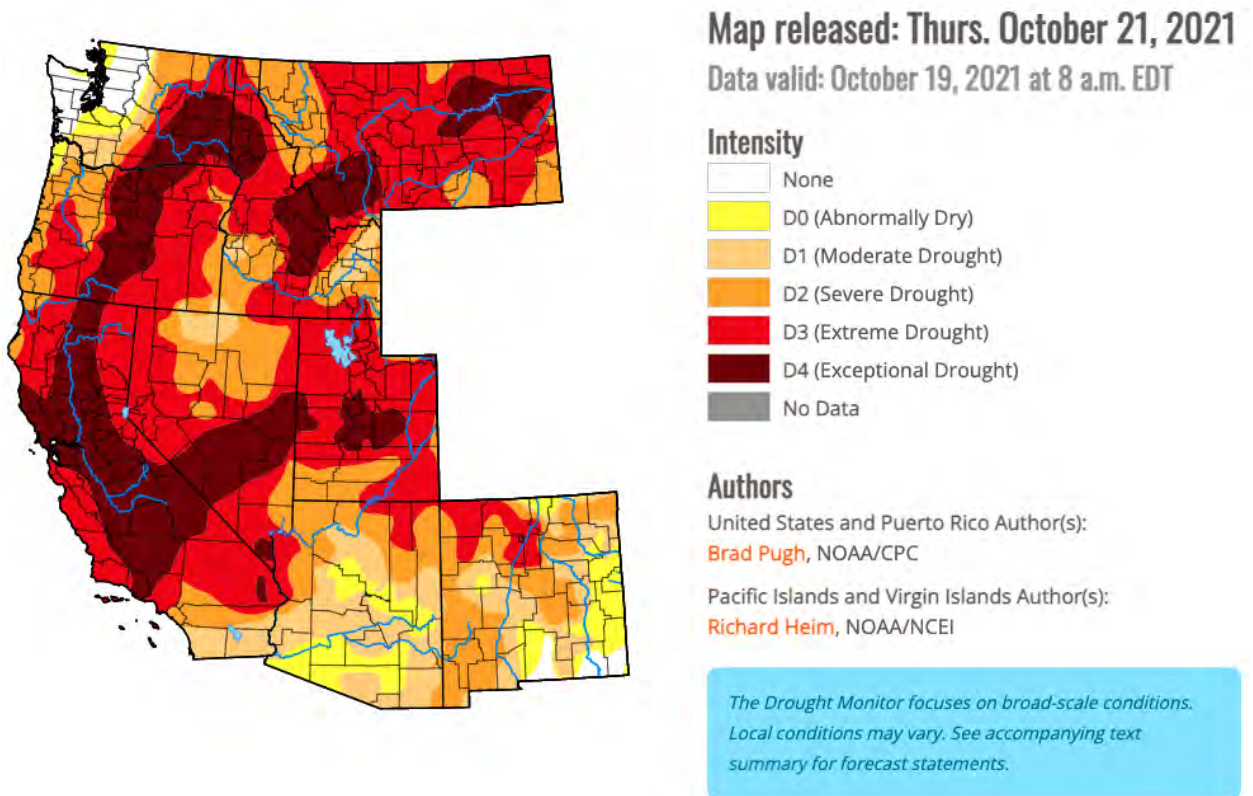 Map released: Thurs. October 21, 2021
Data valid: October 19, 2021 at 8 a.m. EDT
Intensity
None
D0 (Abnormally Dry)
D1 (Moderate Drought)
D2 (Severe Drought)
D3 (Extreme Drought)
D4 (Exceptional Drought)
No Data
Authors
United States and Puerto Rico Author(s):
Brad Pugh, NOAA/CPC
Pacific Islands and Virgin Islands Author(s):
Richard Heim, NOAA/NCEI
The Drought Monitor focuses on broad-scale conditions.
Local conditions may vary. See accompanying text
summary for forecast statements.